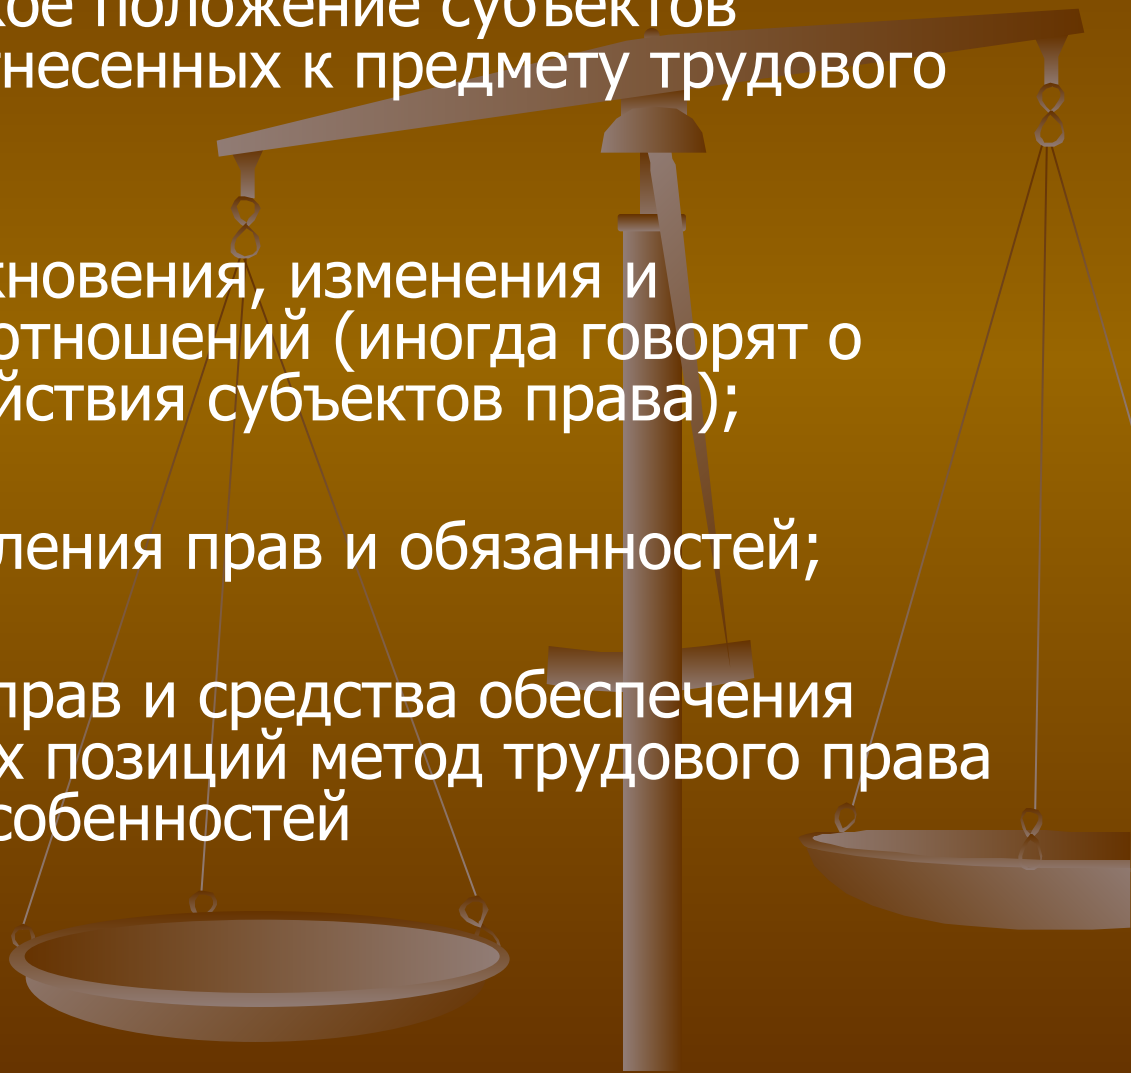 кое положение субъектов
тнесенных к предмету трудового
кновения, изменения и
отношений (иногда говорят о
йствия субъектов права);
ления прав и обязанностей;
прав и средства обеспечения
х позиций метод трудового права
собенностей